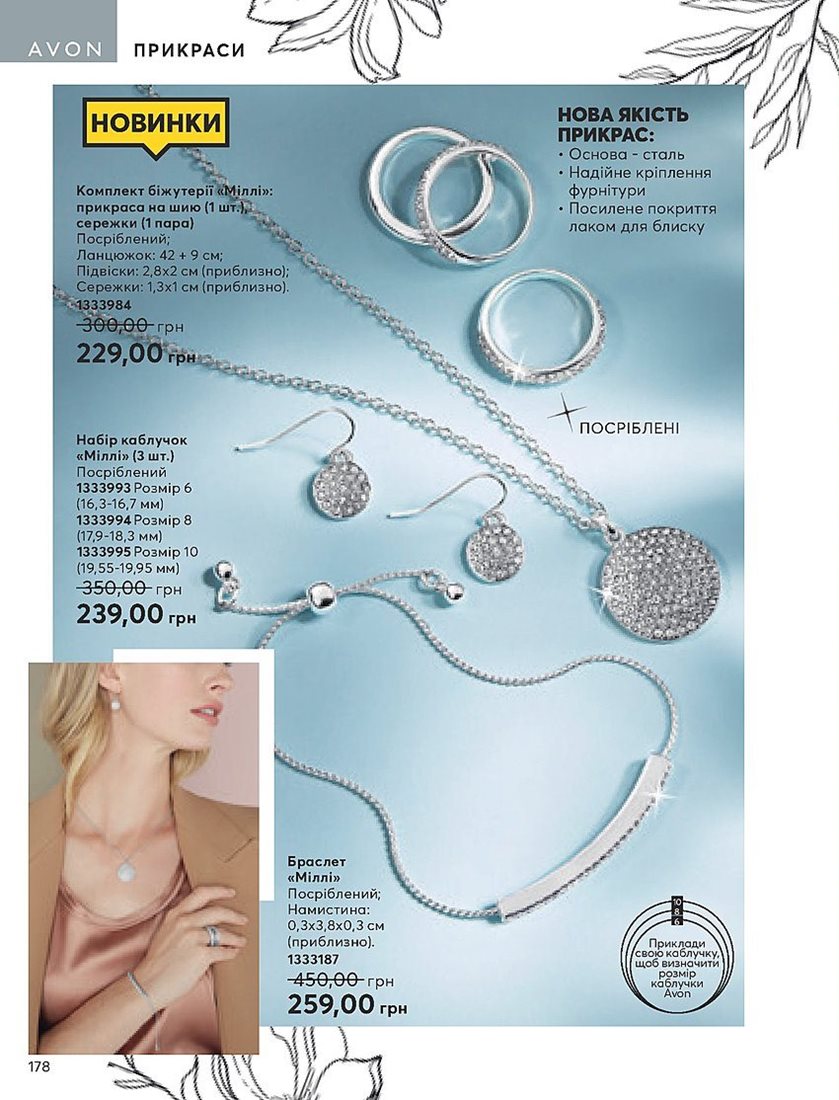 AVON
ПРИКРАСИ
НОВИНКИ
Комплект біжутерії «Міллі»:
прикраса на шию (1 шт.),
сережки (1 пара)
Посріблений;
Ланцюжок: 42 + 9 см;
Підвіски: 2,8x2 см (приблизно);
Сережки: 1,3x1 см (приблизно).
1333984
300,00 грн
229,00 грн
НОВА ЯКІСТЬ
ПРИКРАС:
• Основа - сталь
• Надійне кріплення
фурнітури
• Посилене покриття
лаком для блиску
ПОСРІБЛЕНІ
Набір каблучок
«Міллі» (3 шт.)
Посріблений
1333993 Розмір 6
(16,3-16,7 мм)
1333994 Розмір 8
(17,9-18,3 мм)
1333995 Розмір 10
(19,55-19,95 мм)
350,00 грн
239,00 грн
Браслет
«Міллі»
Посріблений;
Намистина:
0,3x3,8x0,3 см
(приблизно).
1333187
450,00 грн
259,00 грн
10
8
6
Приклади
свою каблучку,
щоб визначити
розмір
каблучки
Avon
178